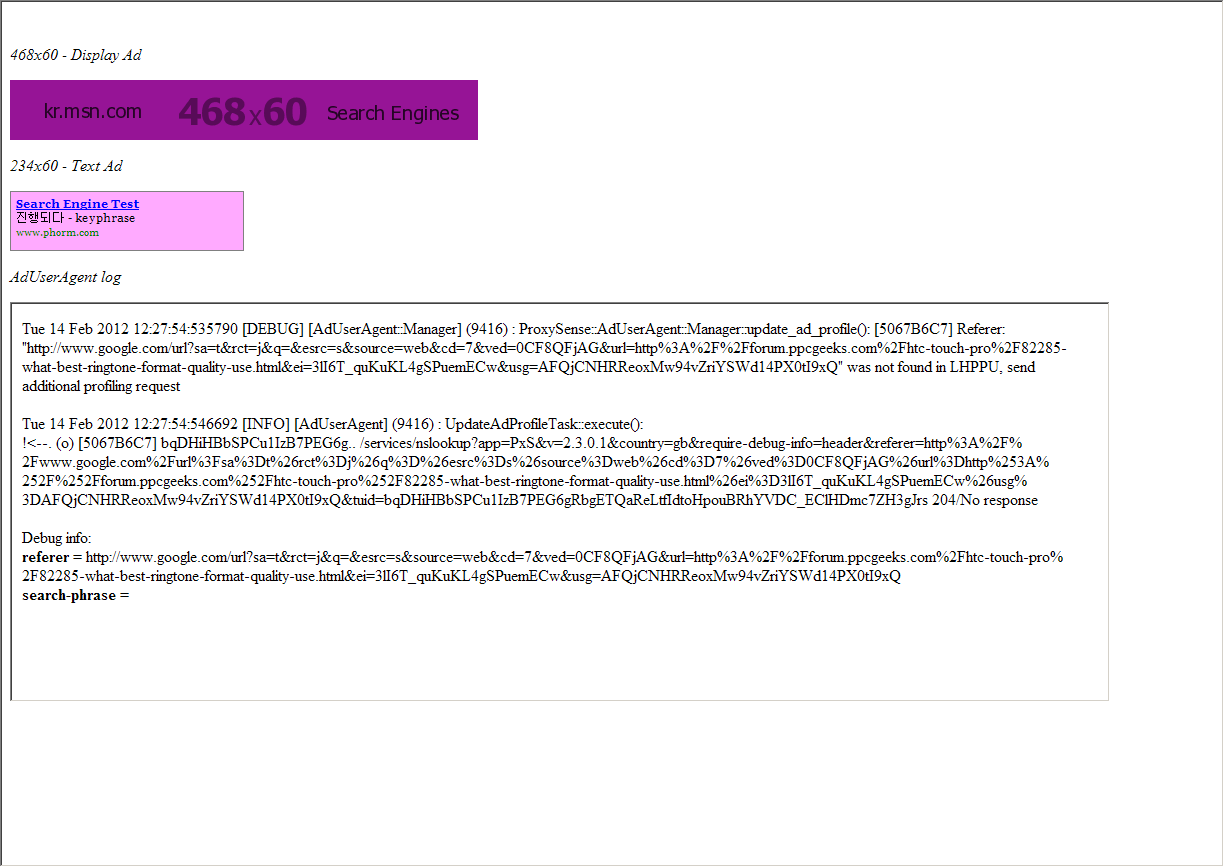 468x60 - Display Ad
kr.msn.com 468x60 Search Engines
234x60 - Text Ad
Search Engine Test
진행되다 - keyphrase
www.phorm.com
AdUserAgent log
Tue 14 Feb 2012 12:27:54:535790 [DEBUG] [AdUserAgent::Manager] (9416) : ProxySense::AdUserAgent::Manager::update_ad_profile(): [5067B6C7] Referer:
"http://www.google.com/url?sa=t&rct=j&q=&esrc=s&source=web&cd=7&ved=0CF8QFjAG&url=http%3A%2F%2Fforum.ppcgeeks.com%2Fhtc-touch-pro%2F82285-
what-best-ringtone-format-quality-use.html&ei=3lI6T_quKuKL4gSPuemECw&usg=AFQjCNHRReoxMw94vZriYSWd14PX0tI9xQ" was not found in LHPPU, send
additional profiling request
Tue 14 Feb 2012 12:27:54:546692 [INFO] [AdUserAgent] (9416) : UpdateAdProfileTask::execute():
!<--. (o) [5067B6C7] bqDHiHBbSPCu1IzB7PEG6g.. /services/nslookup?app=PxS&v=2.3.0.1&country=gb&require-debug-info=header&referer=http%3A%2F%
2Fwww.google.com%2Furl%3Fsa%3Dt%26rct%3Dj%26q%3D%26esrc%3Ds%26source%3Dweb%26cd%3D7%26ved%3D0CF8QFjAG%26url%3Dhttp%253A%
252F%252Fforum.ppcgeeks.com%252Fhtc-touch-pro%252F82285-what-best-ringtone-format-quality-use.html%26ei%3D3lI6T_quKuKL4gSPuemECw%26usg%
3DAFQjCNHRReoxMw94vZriYSWd14PX0tI9xQ&tuid=bqDHiHBbSPCu1IzB7PEG6gRbgETQaReLtfIdtoHpouBRhYVDC_EClHDmc7ZH3gJrs 204/No response
Debug info:
referer = http://www.google.com/url?sa=t&rct=j&q=&esrc=s&source=web&cd=7&ved=0CF8QFjAG&url=http%3A%2F%2Fforum.ppcgeeks.com%2Fhtc-touch-pro%
2F82285-what-best-ringtone-format-quality-use.html&ei=3lI6T_quKuKL4gSPuemECw&usg=AFQjCNHRReoxMw94vZriYSWd14PX0tI9xQ
search-phrase =